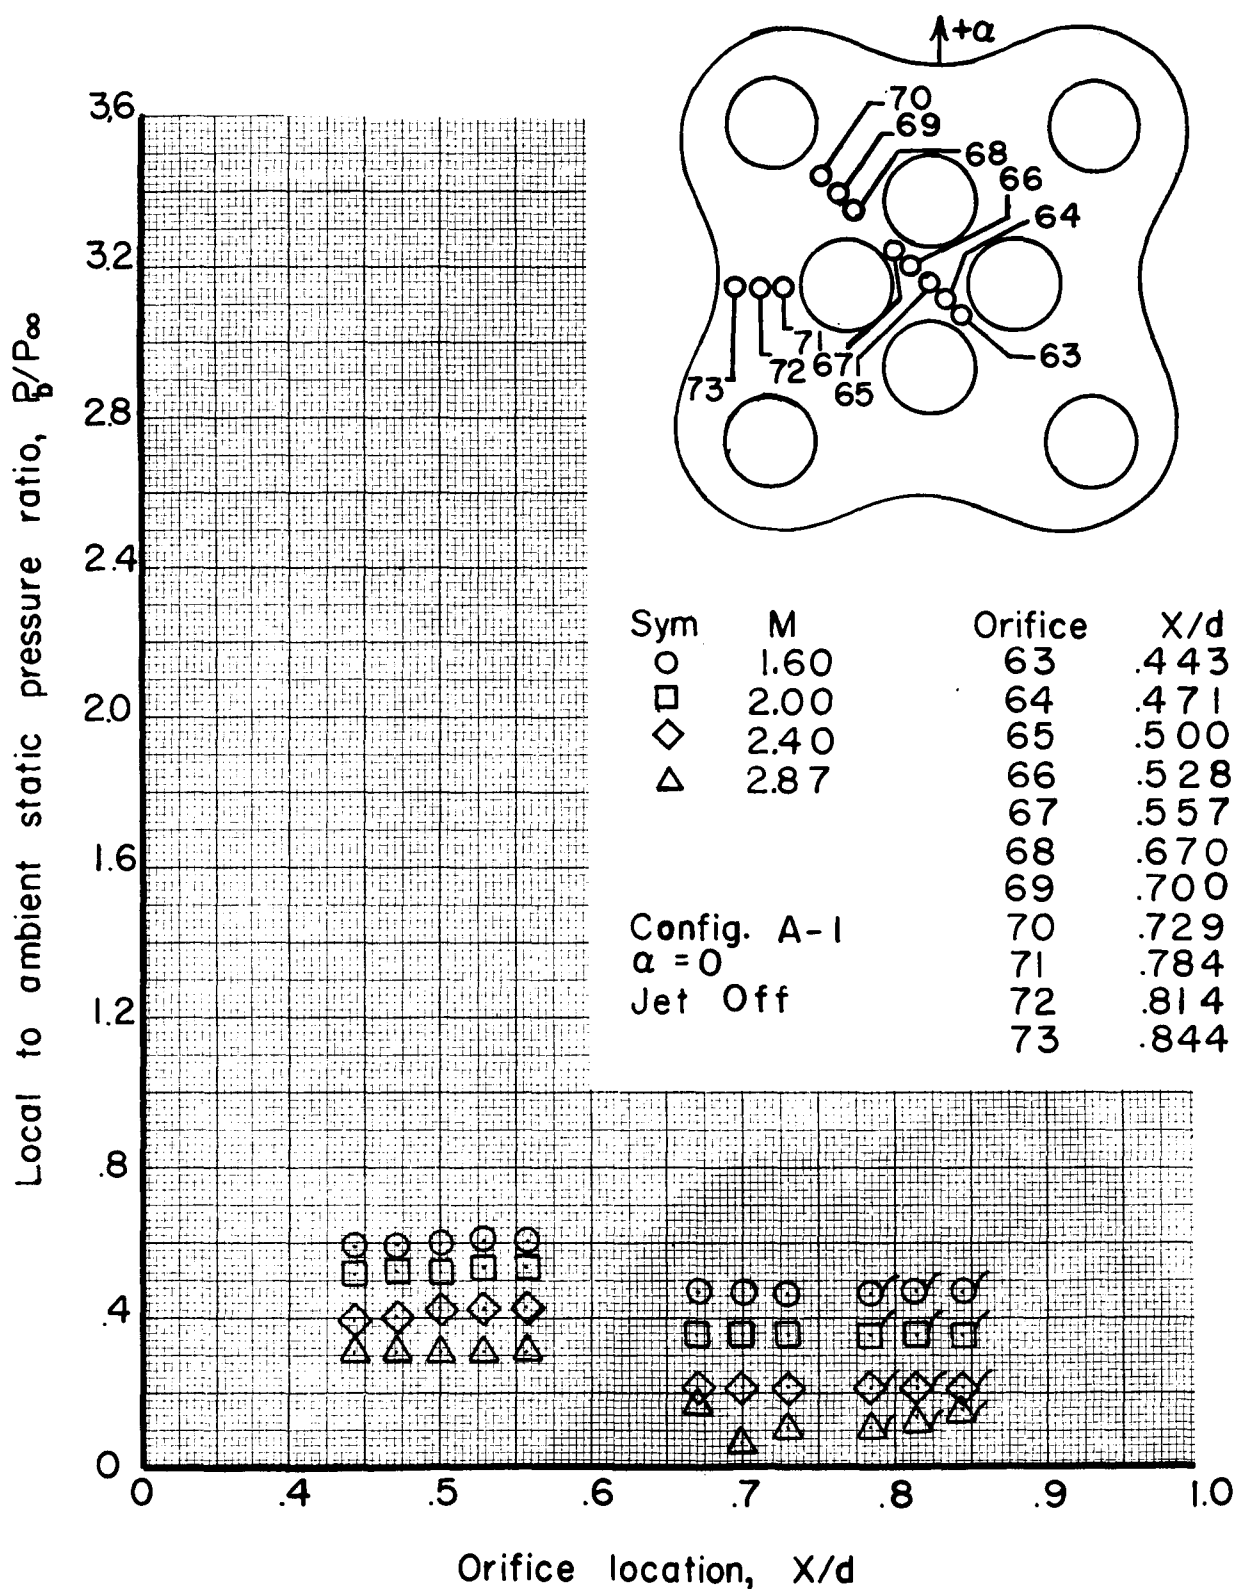 +α
70
69
68
66
64
71
72
67
63
73
65
3.6
3.2
2.8
2.4
2.0
1.6
1.2
.8
.4
0
Local to ambient static pressure ratio, Pb/P∞
Sym M Orifice X/d
○ 1.60 63 .443
□ 2.00 64 .471
◇ 2.40 65 .500
△ 2.87 66 .528
67 .557
68 .670
69 .700
Config. A-1 70 .729
α = 0 71 .784
Jet Off 72 .814
73 .844
0 .4 .5 .6 .7 .8 .9 1.0
Orifice location, X/d